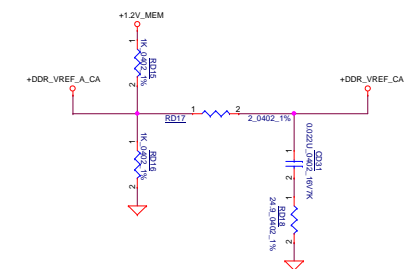 +1.2V_MEM
1
1K_0402_1%
RD15
2
+DDR_VREF_A_CA
+DDR_VREF_CA
RD17
1
2
2_0402_1%
1
1K_0402_1%
RD16
2
1
0.022U_0402_16V7K
CD31
2
1
24.9_0402_1%
RD18
2